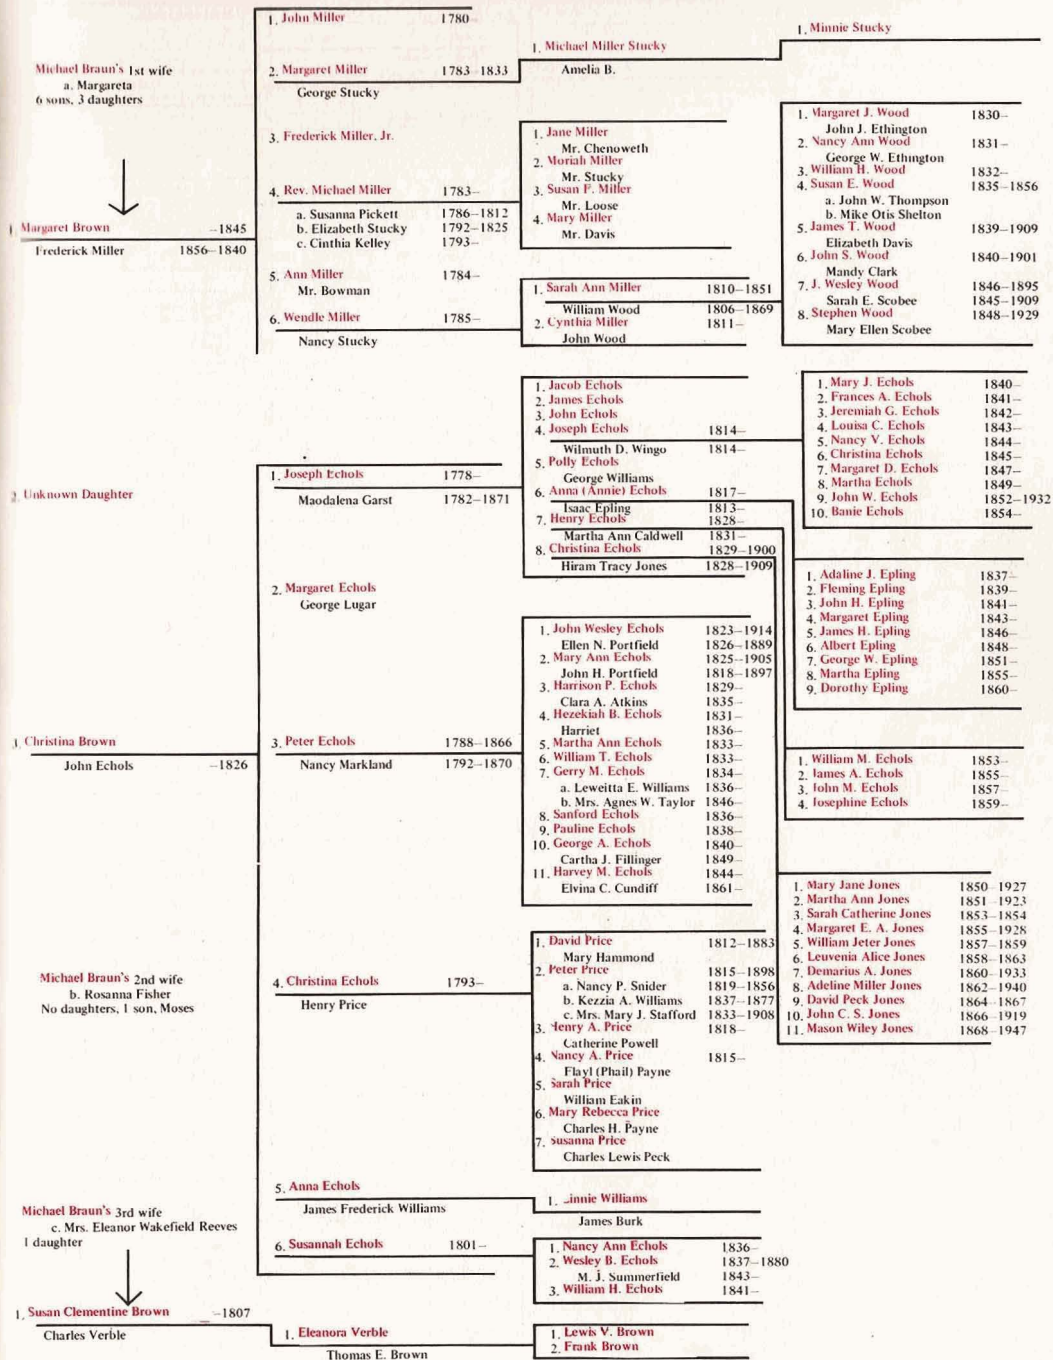 Michael Braun's 1st wife
a. Margareta
6 sons, 3 daughters
1. Margaret Brown -1845
Frederick Miller 1856-1840
1. John Miller 1780-
2. Margaret Miller 1783-1833
George Stucky
3. Frederick Miller, Jr.
4. Rev. Michael Miller 1783-
a. Susanna Pickett 1786-1812
b. Elizabeth Stucky 1792-1825
c. Cinthia Kelley 1793-
5. Ann Miller 1784-
Mr. Bowman
6. Wendle Miller 1785-
Nancy Stucky
1. Michael Miller Stucky
Amelia B.
1. Minnie Stucky
1. Jane Miller
Mr. Chenoweth
2. Moriah Miller
Mr. Stucky
3. Susan F. Miller
Mr. Loose
4. Mary Miller
Mr. Davis
1. Sarah Ann Miller 1810-1851
William Wood 1806-1869
2. Cynthia Miller 1811-
John Wood
1. Margaret J. Wood 1830-
John J. Ethington
2. Nancy Ann Wood 1831-
George W. Ethington
3. William H. Wood 1832-
4. Susan E. Wood 1835-1856
a. John W. Thompson
b. Mike Otis Shelton
5. James T. Wood 1839-1909
Elizabeth Davis
6. John S. Wood 1840-1901
Mandy Clark
7. J. Wesley Wood 1846-1895
Sarah E. Scobee 1845-1909
8. Stephen Wood 1848-1929
Mary Ellen Scobee
2. Unknown Daughter
3. Christina Brown
John Echols -1826
1. Joseph Echols 1778-
Maodalena Garst 1782-1871
2. Margaret Echols
George Lugar
3. Peter Echols 1788-1866
Nancy Markland 1792-1870
4. Christina Echols 1793-
Henry Price
5. Anna Echols
James Frederick Williams
6. Susannah Echols 1801-
1. Jacob Echols
2. James Echols
3. John Echols
4. Joseph Echols 1814-
Wilmuth D. Wingo 1814-
5. Polly Echols
George Williams
6. Anna (Annie) Echols 1817-
Isaac Epling 1813-
7. Henry Echols 1828-
Martha Ann Caldwell 1831-
8. Christina Echols 1829-1900
Hiram Tracy Jones 1828-1909
1. Mary J. Echols 1840-
2. Frances A. Echols 1841-
3. Jeremiah G. Echols 1842-
4. Louisa C. Echols 1843-
5. Nancy V. Echols 1844-
6. Christina Echols 1845-
7. Margaret D. Echols 1847-
8. Martha Echols 1849-
9. John W. Echols 1852-1932
10. Banie Echols 1854-
1. Adaline J. Epling 1837-
2. Fleming Epling 1839-
3. John H. Epling 1841-
4. Margaret Epling 1843-
5. James H. Epling 1846-
6. Albert Epling 1848-
7. George W. Epling 1851-
8. Martha Epling 1855-
9. Dorothy Epling 1860-
1. John Wesley Echols 1823-1914
Ellen N. Portfield 1826-1889
2. Mary Ann Echols 1825-1905
John H. Portfield 1818-1897
3. Harrison P. Echols 1829-
Clara A. Atkins 1835-
4. Hezekiah B. Echols 1831-
Harriet 1836-
5. Martha Ann Echols 1833-
6. William T. Echols 1833-
7. Gerry M. Echols 1834-
a. Leweitta E. Williams 1836-
b. Mrs. Agnes W. Taylor 1846-
8. Sanford Echols 1836-
9. Pauline Echols 1838-
10. George A. Echols 1840-
Cartha J. Fillinger 1849-
11. Harvey M. Echols 1844-
Elvina C. Cundiff 1861-
1. William M. Echols 1853-
2. James A. Echols 1855-
3. John M. Echols 1857-
4. Josephine Echols 1859-
1. Mary Jane Jones 1850-1927
2. Martha Ann Jones 1851-1923
3. Sarah Catherine Jones 1853-1854
4. Margaret E. A. Jones 1855-1928
5. William Jeter Jones 1857-1859
6. Leuvenia Alice Jones 1858-1863
7. Demarius A. Jones 1860-1933
8. Adeline Miller Jones 1862-1940
9. David Peck Jones 1864-1867
10. John C. S. Jones 1866-1919
11. Mason Wiley Jones 1868-1947
Michael Braun's 2nd wife
b. Rosanna Fisher
No daughters, 1 son, Moses
1. David Price 1812-1883
Mary Hammond
2. Peter Price 1815-1898
a. Nancy P. Snider 1819-1856
b. Kezzia A. Williams 1837-1877
c. Mrs. Mary J. Stafford 1833-1908
3. Henry A. Price 1818-
Catherine Powell
4. Nancy A. Price 1815-
Flayl (Phail) Payne
5. Sarah Price
William Eakin
6. Mary Rebecca Price
Charles H. Payne
7. Susanna Price
Charles Lewis Peck
1. Linnie Williams
James Burk
1. Nancy Ann Echols 1836-
2. Wesley B. Echols 1837-1880
M. J. Summerfield 1843-
3. William H. Echols 1841-
Michael Braun's 3rd wife
c. Mrs. Eleanor Wakefield Reeves
1 daughter
1. Susan Clementine Brown -1807
Charles Verble
1. Eleanora Verble
Thomas E. Brown
1. Lewis V. Brown
2. Frank Brown